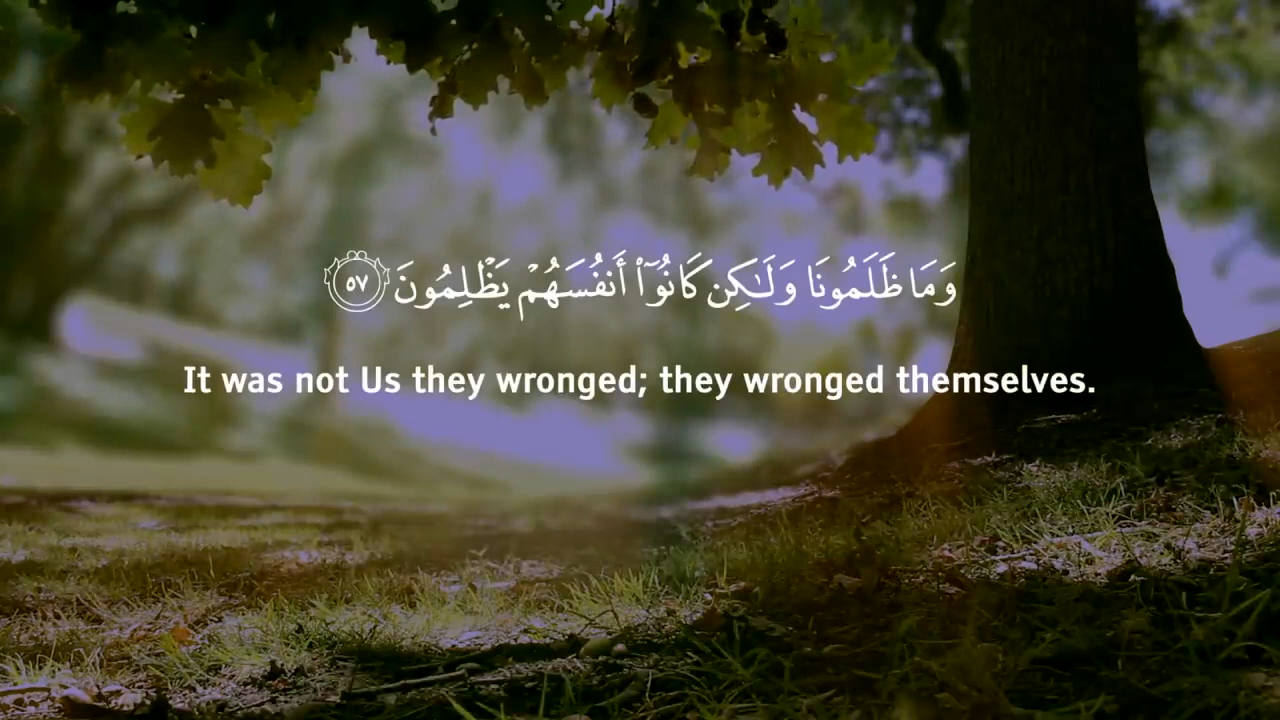 وَمَا ظَلَمُونَا وَلَـٰكِن كَانُوٓا۟ أَنفُسَهُمْ يَظْلِمُونَ ٥٧
It was not Us they wronged; they wronged themselves.